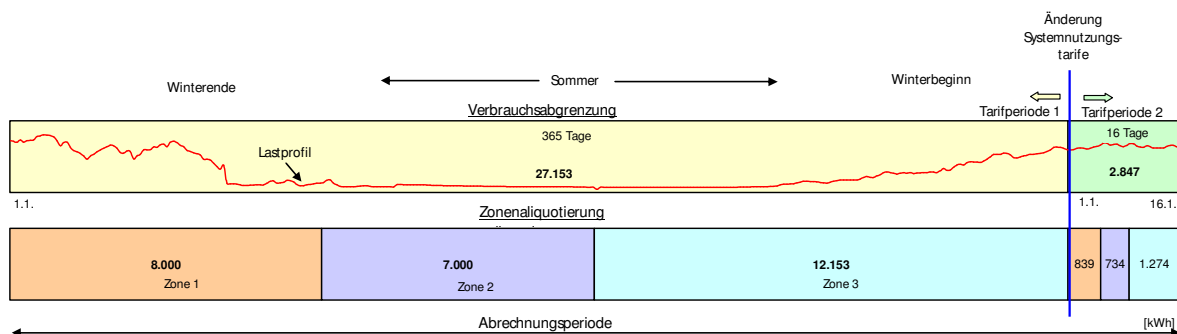 Änderung
Systemnutzungs-
tarife
Winterende
Sommer
Winterbeginn
Verbrauchsabgrenzung
Tarifperiode 1
Tarifperiode 2
365 Tage
16 Tage
Lastprofil
27.153
2.847
1.1.
1.1.
16.1.
Zonenaliquotierung
8.000
7.000
12.153
839
734
1.274
Zone 1
Zone 2
Zone 3
Abrechnungsperiode
[kWh]